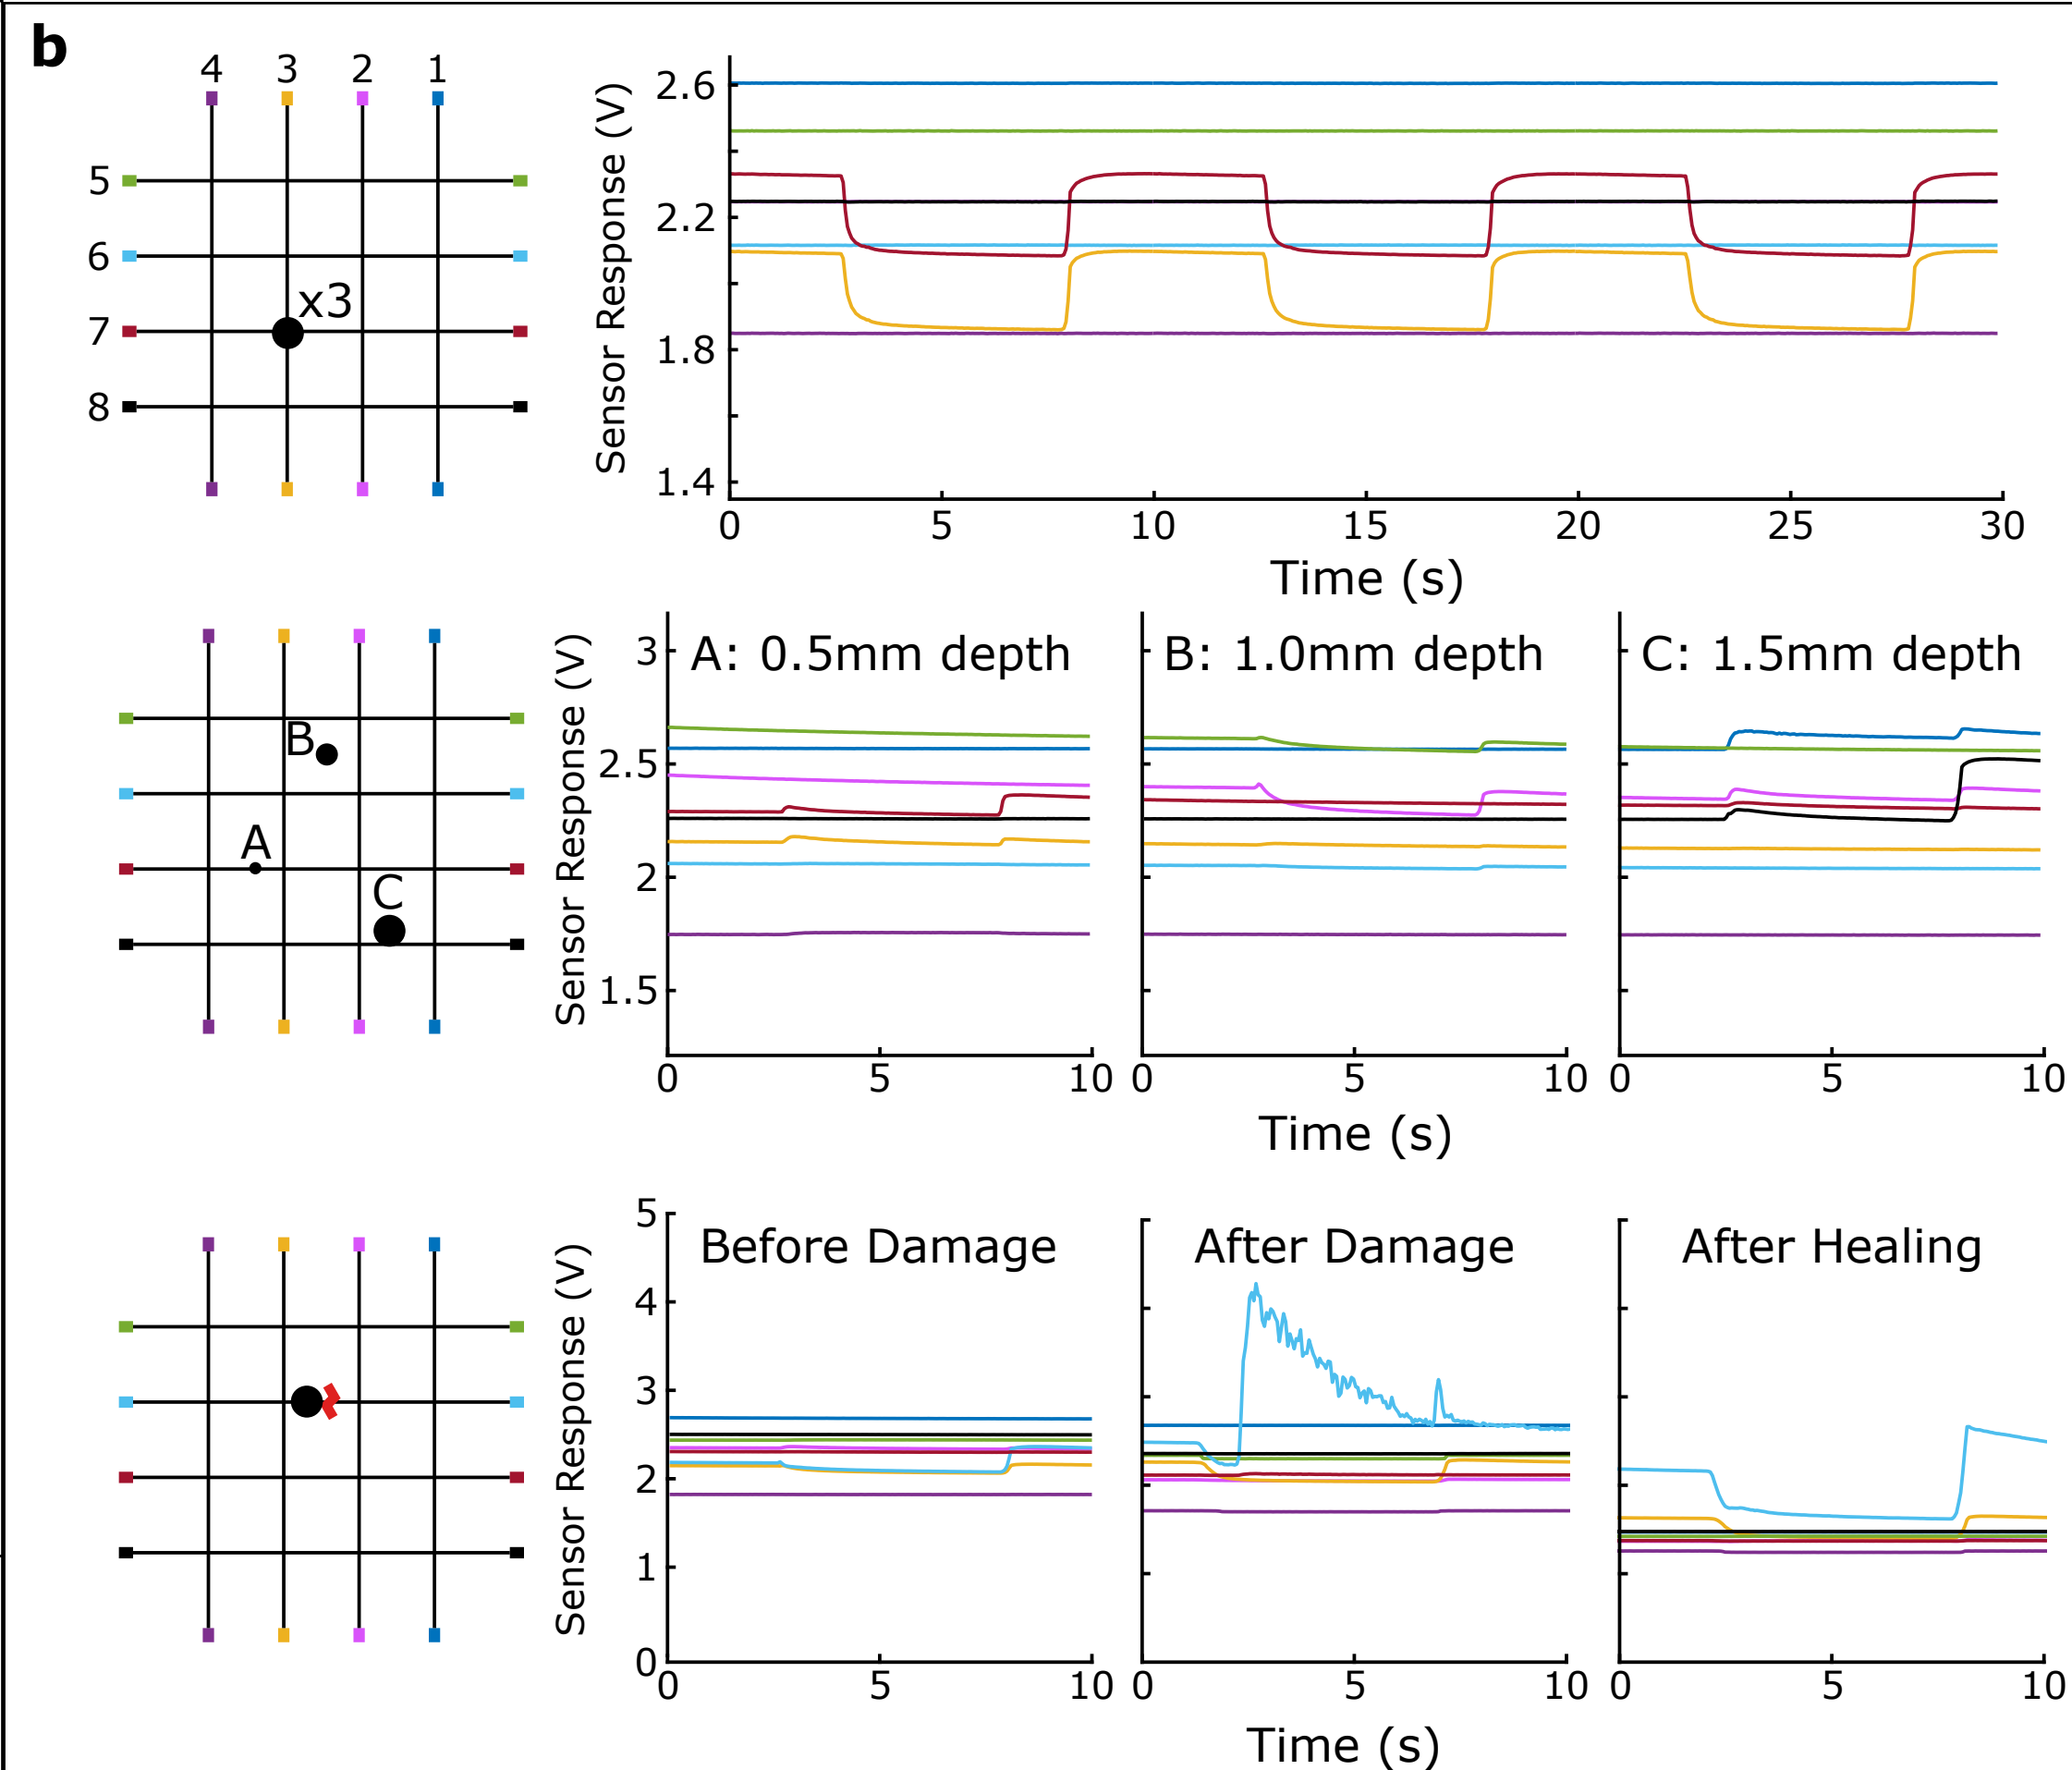 b
4 3 2 1
5
6
x3
7
8
Sensor Response (V)
2.6
2.2
1.8
1.4
0 5 10 15 20 25 30
Time (s)
B
A
C
Sensor Response (V)
3
2.5
2
1.5
A: 0.5mm depth
B: 1.0mm depth
C: 1.5mm depth
0 5 10 0 5 10 0 5 10
Time (s)
Sensor Response (V)
5
4
3
2
1
0
Before Damage
After Damage
After Healing
0 5 10 0 5 10 0 5 10
Time (s)